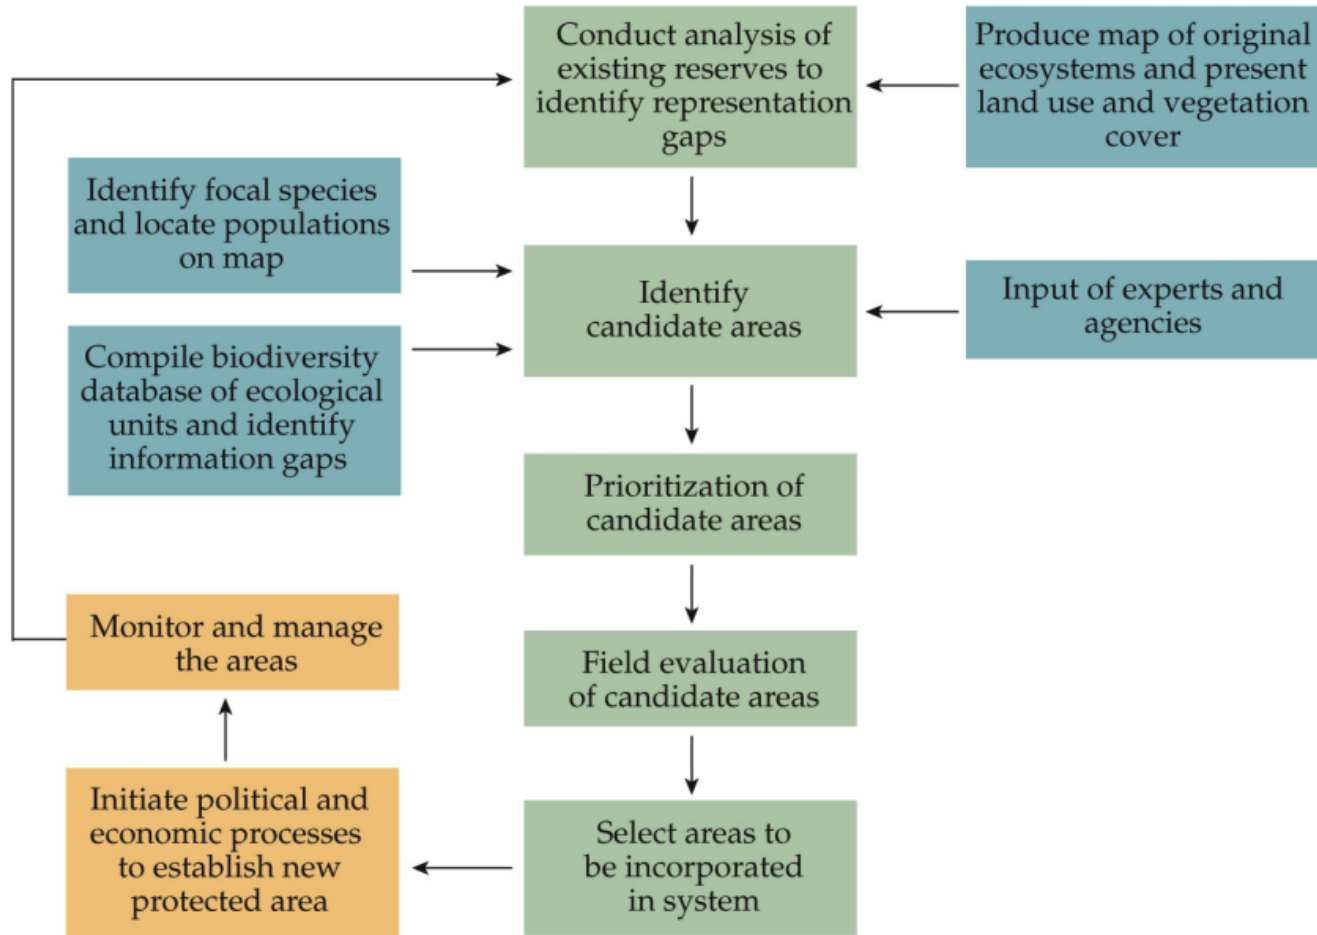 Conduct analysis of
existing reserves to
identify representation
gaps
Produce map of original
ecosystems and present
land use and vegetation
cover
Identify focal species
and locate populations
on map
Identify
candidate areas
Input of experts and
agencies
Compile biodiversity
database of ecological
units and identify
information gaps
Prioritization of
candidate areas
Monitor and manage
the areas
Field evaluation
of candidate areas
Initiate political and
economic processes
to establish new
protected area
Select areas to
be incorporated
in system